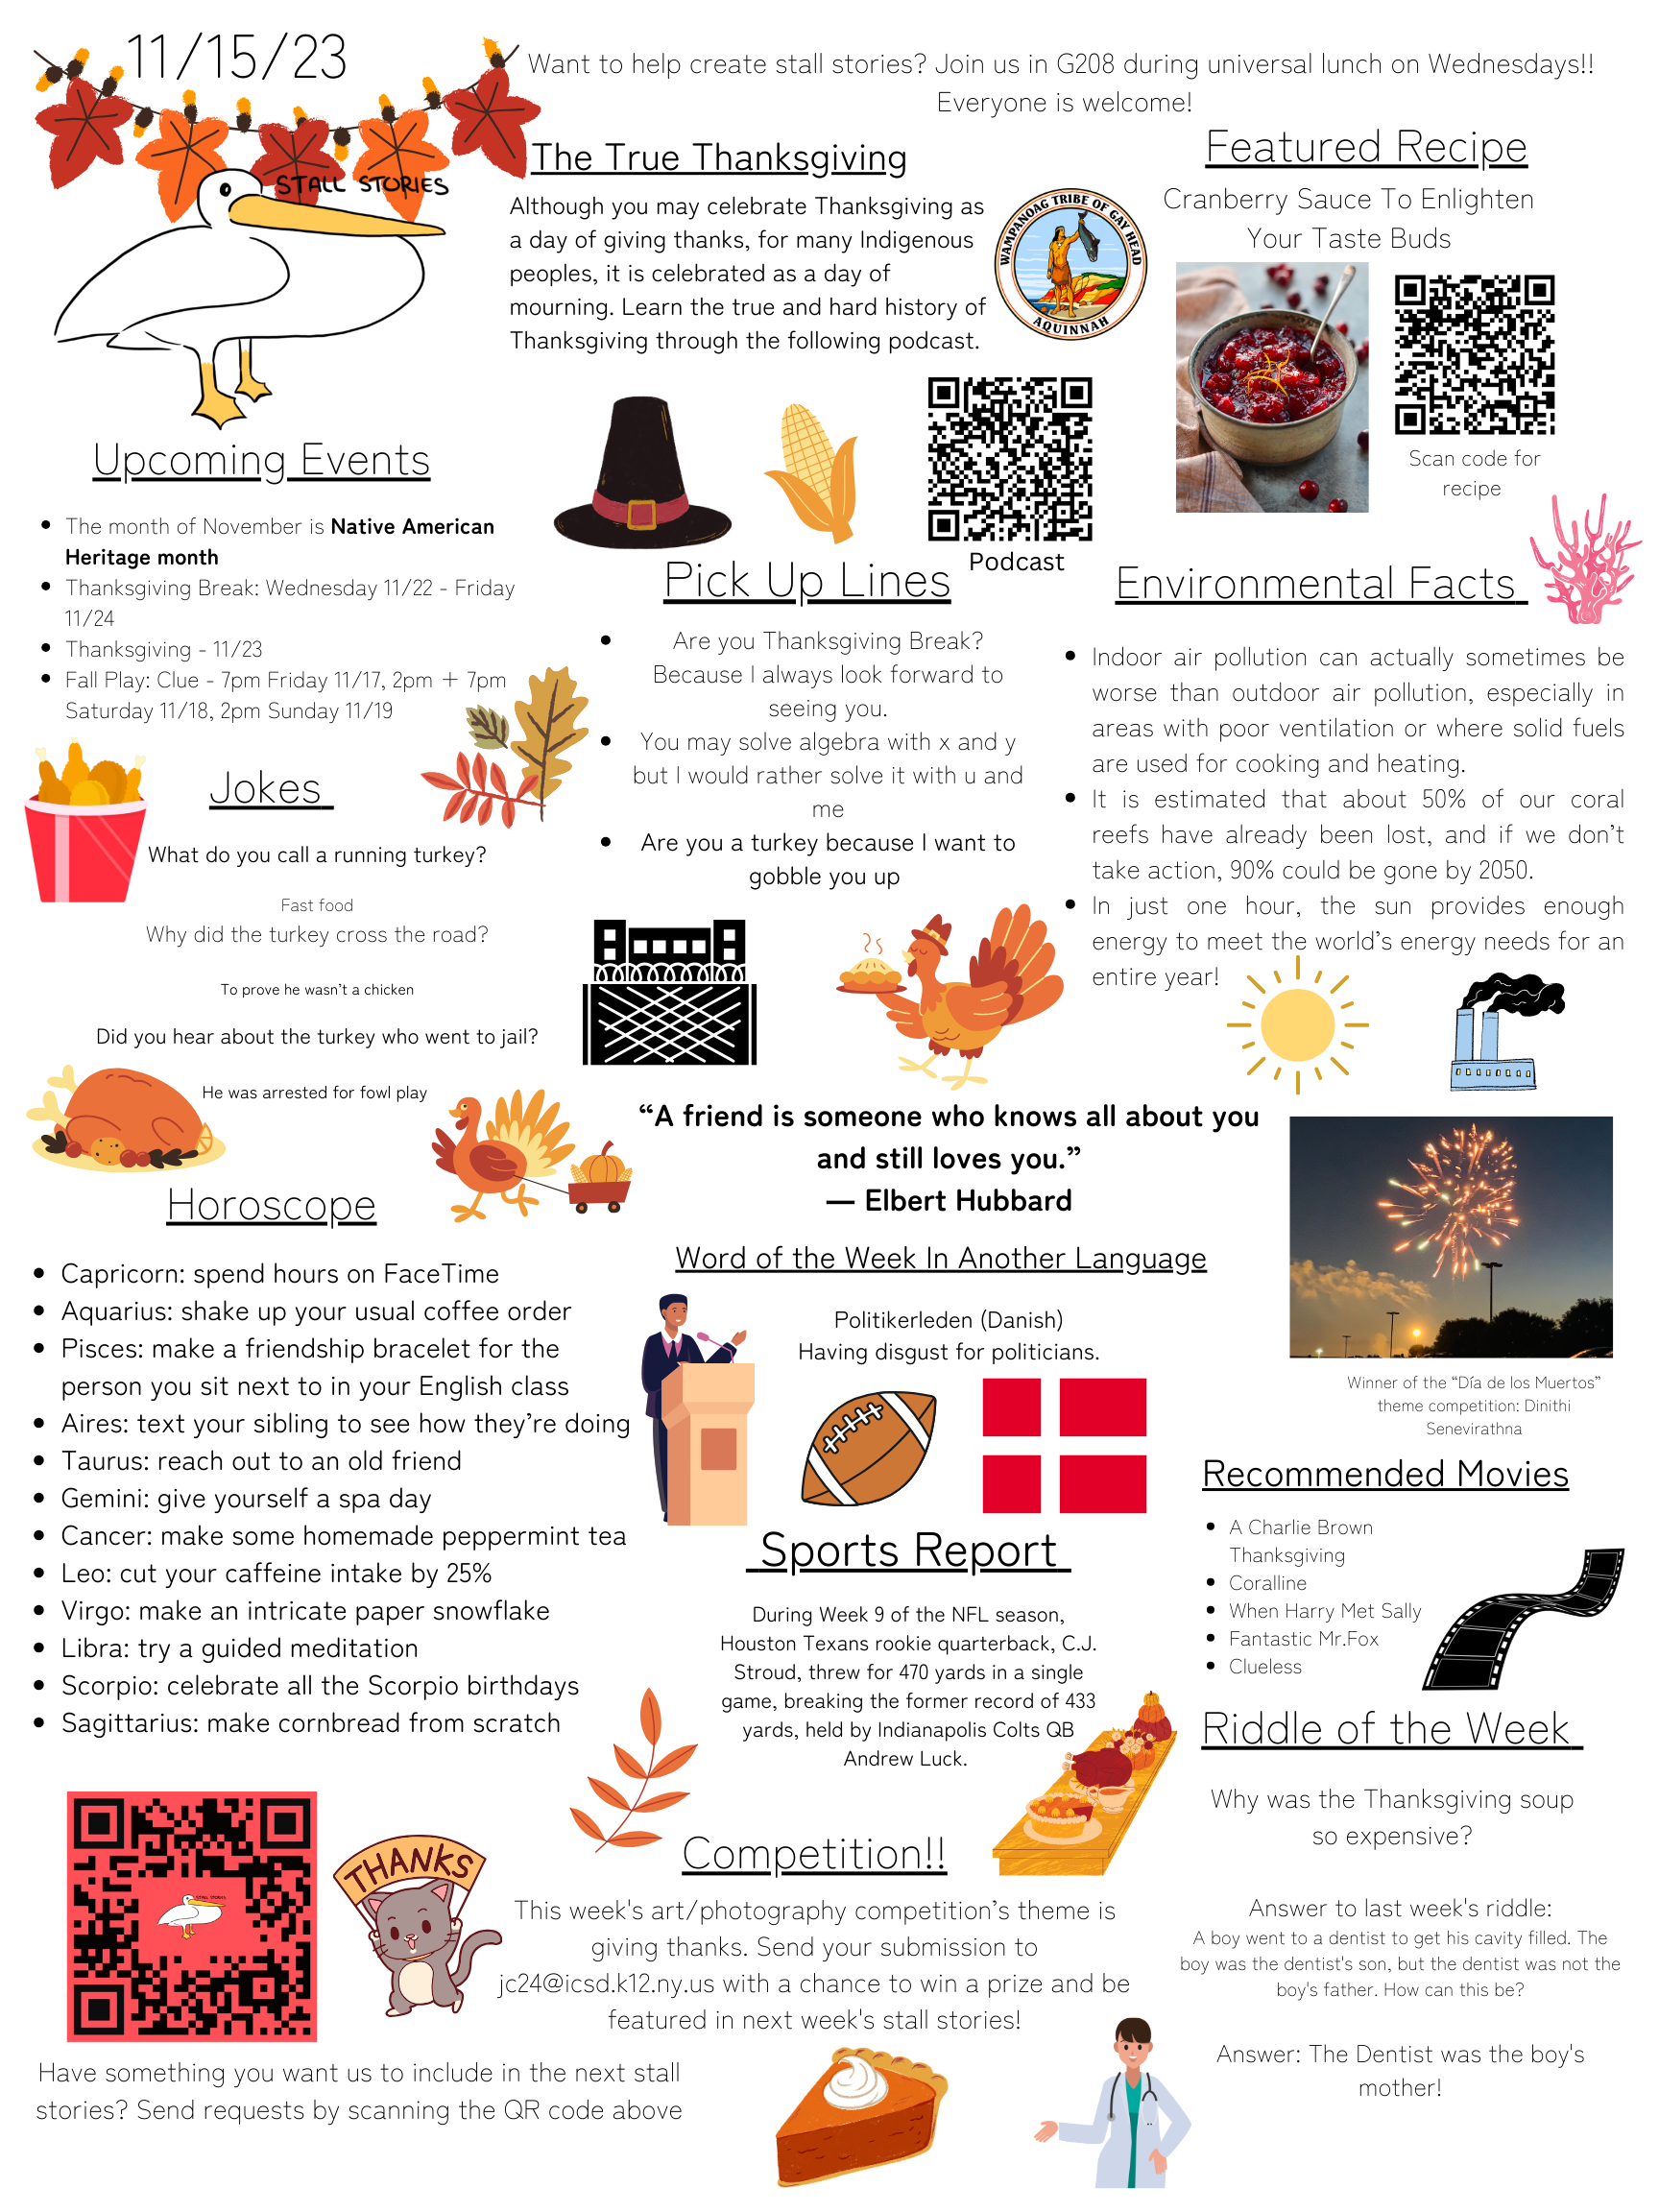 11/15/23
STALL STORIES
Want to help create stall stories? Join us in G208 during universal lunch on Wednesdays!!
Everyone is welcome!
The True Thanksgiving
Although you may celebrate Thanksgiving as
a day of giving thanks, for many Indigenous
peoples, it is celebrated as a day of
mourning. Learn the true and hard history of
Thanksgiving through the following podcast.
WAMPANOAG TRIBE OF GAY HEAD
AQUINNAH
Podcast
Featured Recipe
Cranberry Sauce To Enlighten
Your Taste Buds
Scan code for
recipe
Upcoming Events
The month of November is Native American
Heritage month
Thanksgiving Break: Wednesday 11/22 - Friday
11/24
Thanksgiving - 11/23
Fall Play: Clue - 7pm Friday 11/17, 2pm + 7pm
Saturday 11/18, 2pm Sunday 11/19
Pick Up Lines
Are you Thanksgiving Break?
Because I always look forward to
seeing you.
You may solve algebra with x and y
but I would rather solve it with u and
me
Are you a turkey because I want to
gobble you up
Environmental Facts
Indoor air pollution can actually sometimes be
worse than outdoor air pollution, especially in
areas with poor ventilation or where solid fuels
are used for cooking and heating.
It is estimated that about 50% of our coral
reefs have already been lost, and if we don't
take action, 90% could be gone by 2050.
In just one hour, the sun provides enough
energy to meet the world's energy needs for an
entire year!
Jokes
What do you call a running turkey?
Fast food
Why did the turkey cross the road?
To prove he wasn't a chicken
Did you hear about the turkey who went to jail?
He was arrested for fowl play
"A friend is someone who knows all about you
and still loves you."
— Elbert Hubbard
Horoscope
Capricorn: spend hours on FaceTime
Aquarius: shake up your usual coffee order
Pisces: make a friendship bracelet for the
person you sit next to in your English class
Aires: text your sibling to see how they're doing
Taurus: reach out to an old friend
Gemini: give yourself a spa day
Cancer: make some homemade peppermint tea
Leo: cut your caffeine intake by 25%
Virgo: make an intricate paper snowflake
Libra: try a guided meditation
Scorpio: celebrate all the Scorpio birthdays
Sagittarius: make cornbread from scratch
Word of the Week In Another Language
Politikerleden (Danish)
Having disgust for politicians.
Winner of the "Día de los Muertos"
theme competition: Dinithi
Senevirathna
Sports Report
During Week 9 of the NFL season,
Houston Texans rookie quarterback, C.J.
Stroud, threw for 470 yards in a single
game, breaking the former record of 433
yards, held by Indianapolis Colts QB
Andrew Luck.
Recommended Movies
A Charlie Brown
Thanksgiving
Coralline
When Harry Met Sally
Fantastic Mr.Fox
Clueless
Riddle of the Week
Why was the Thanksgiving soup
so expensive?
Answer to last week's riddle:
A boy went to a dentist to get his cavity filled. The
boy was the dentist's son, but the dentist was not the
boy's father. How can this be?
Answer: The Dentist was the boy's
mother!
Competition!!
This week's art/photography competition's theme is
giving thanks. Send your submission to
jc24@icsd.k12.ny.us with a chance to win a prize and be
featured in next week's stall stories!
STALL STORIES
THANKS
Have something you want us to include in the next stall
stories? Send requests by scanning the QR code above